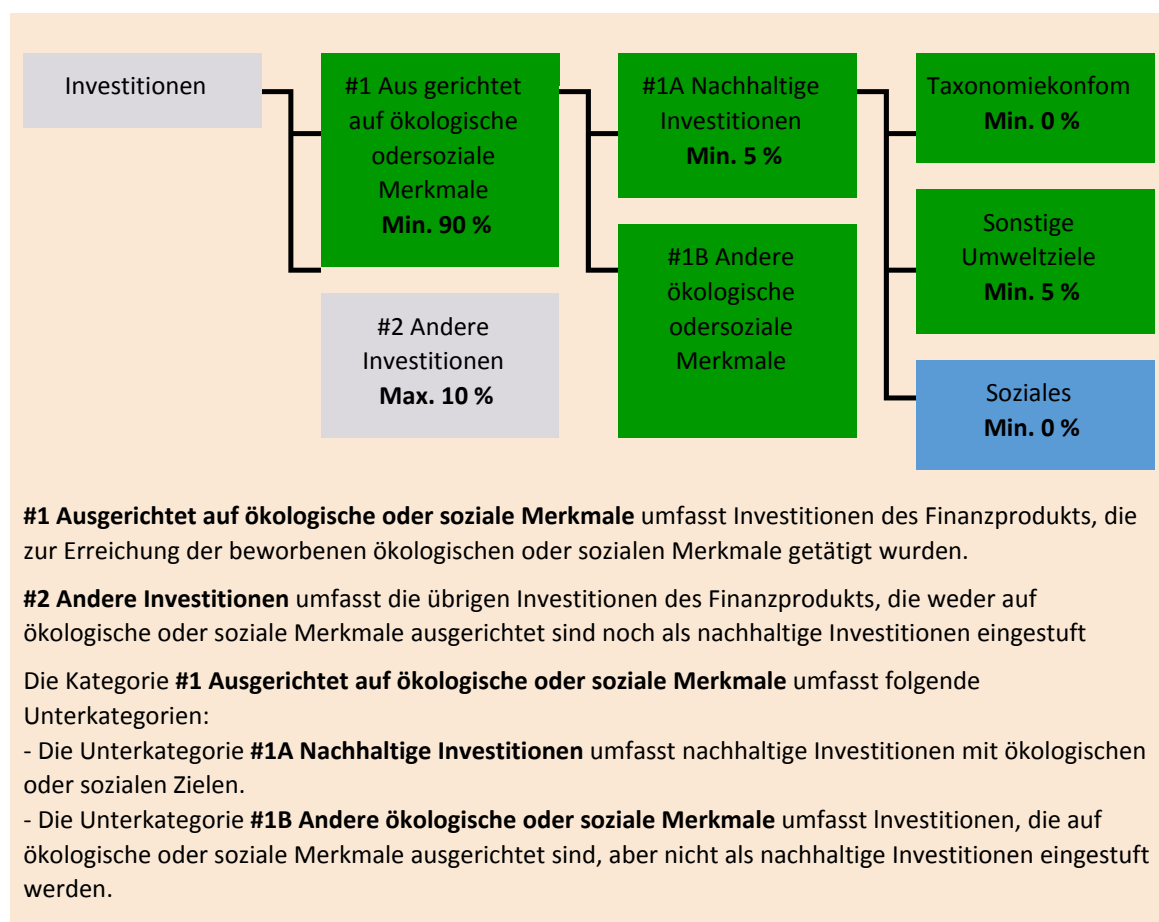 Investitionen
#1 Aus gerichtet
auf ökologische
odersoziale
Merkmale
Min. 90 %
#2 Andere
Investitionen
Max. 10 %
#1A Nachhaltige
Investitionen
Min. 5 %
#1B Andere
ökologische
odersoziale
Merkmale
Taxonomiekonfom
Min. 0 %
Sonstige
Umweltziele
Min. 5 %
Soziales
Min. 0 %
#1 Ausgerichtet auf ökologische oder soziale Merkmale umfasst Investitionen des Finanzprodukts, die
zur Erreichung der beworbenen ökologischen oder sozialen Merkmale getätigt wurden.
#2 Andere Investitionen umfasst die übrigen Investitionen des Finanzprodukts, die weder auf
ökologische oder soziale Merkmale ausgerichtet sind noch als nachhaltige Investitionen eingestuft
Die Kategorie #1 Ausgerichtet auf ökologische oder soziale Merkmale umfasst folgende
Unterkategorien:
- Die Unterkategorie #1A Nachhaltige Investitionen umfasst nachhaltige Investitionen mit ökologischen
oder sozialen Zielen.
- Die Unterkategorie #1B Andere ökologische oder soziale Merkmale umfasst lnvestitionen, die auf
ökologische oder soziale Merkmale ausgerichtet sind, aber nicht als nachhaltige Investitionen eingestuft
werden.